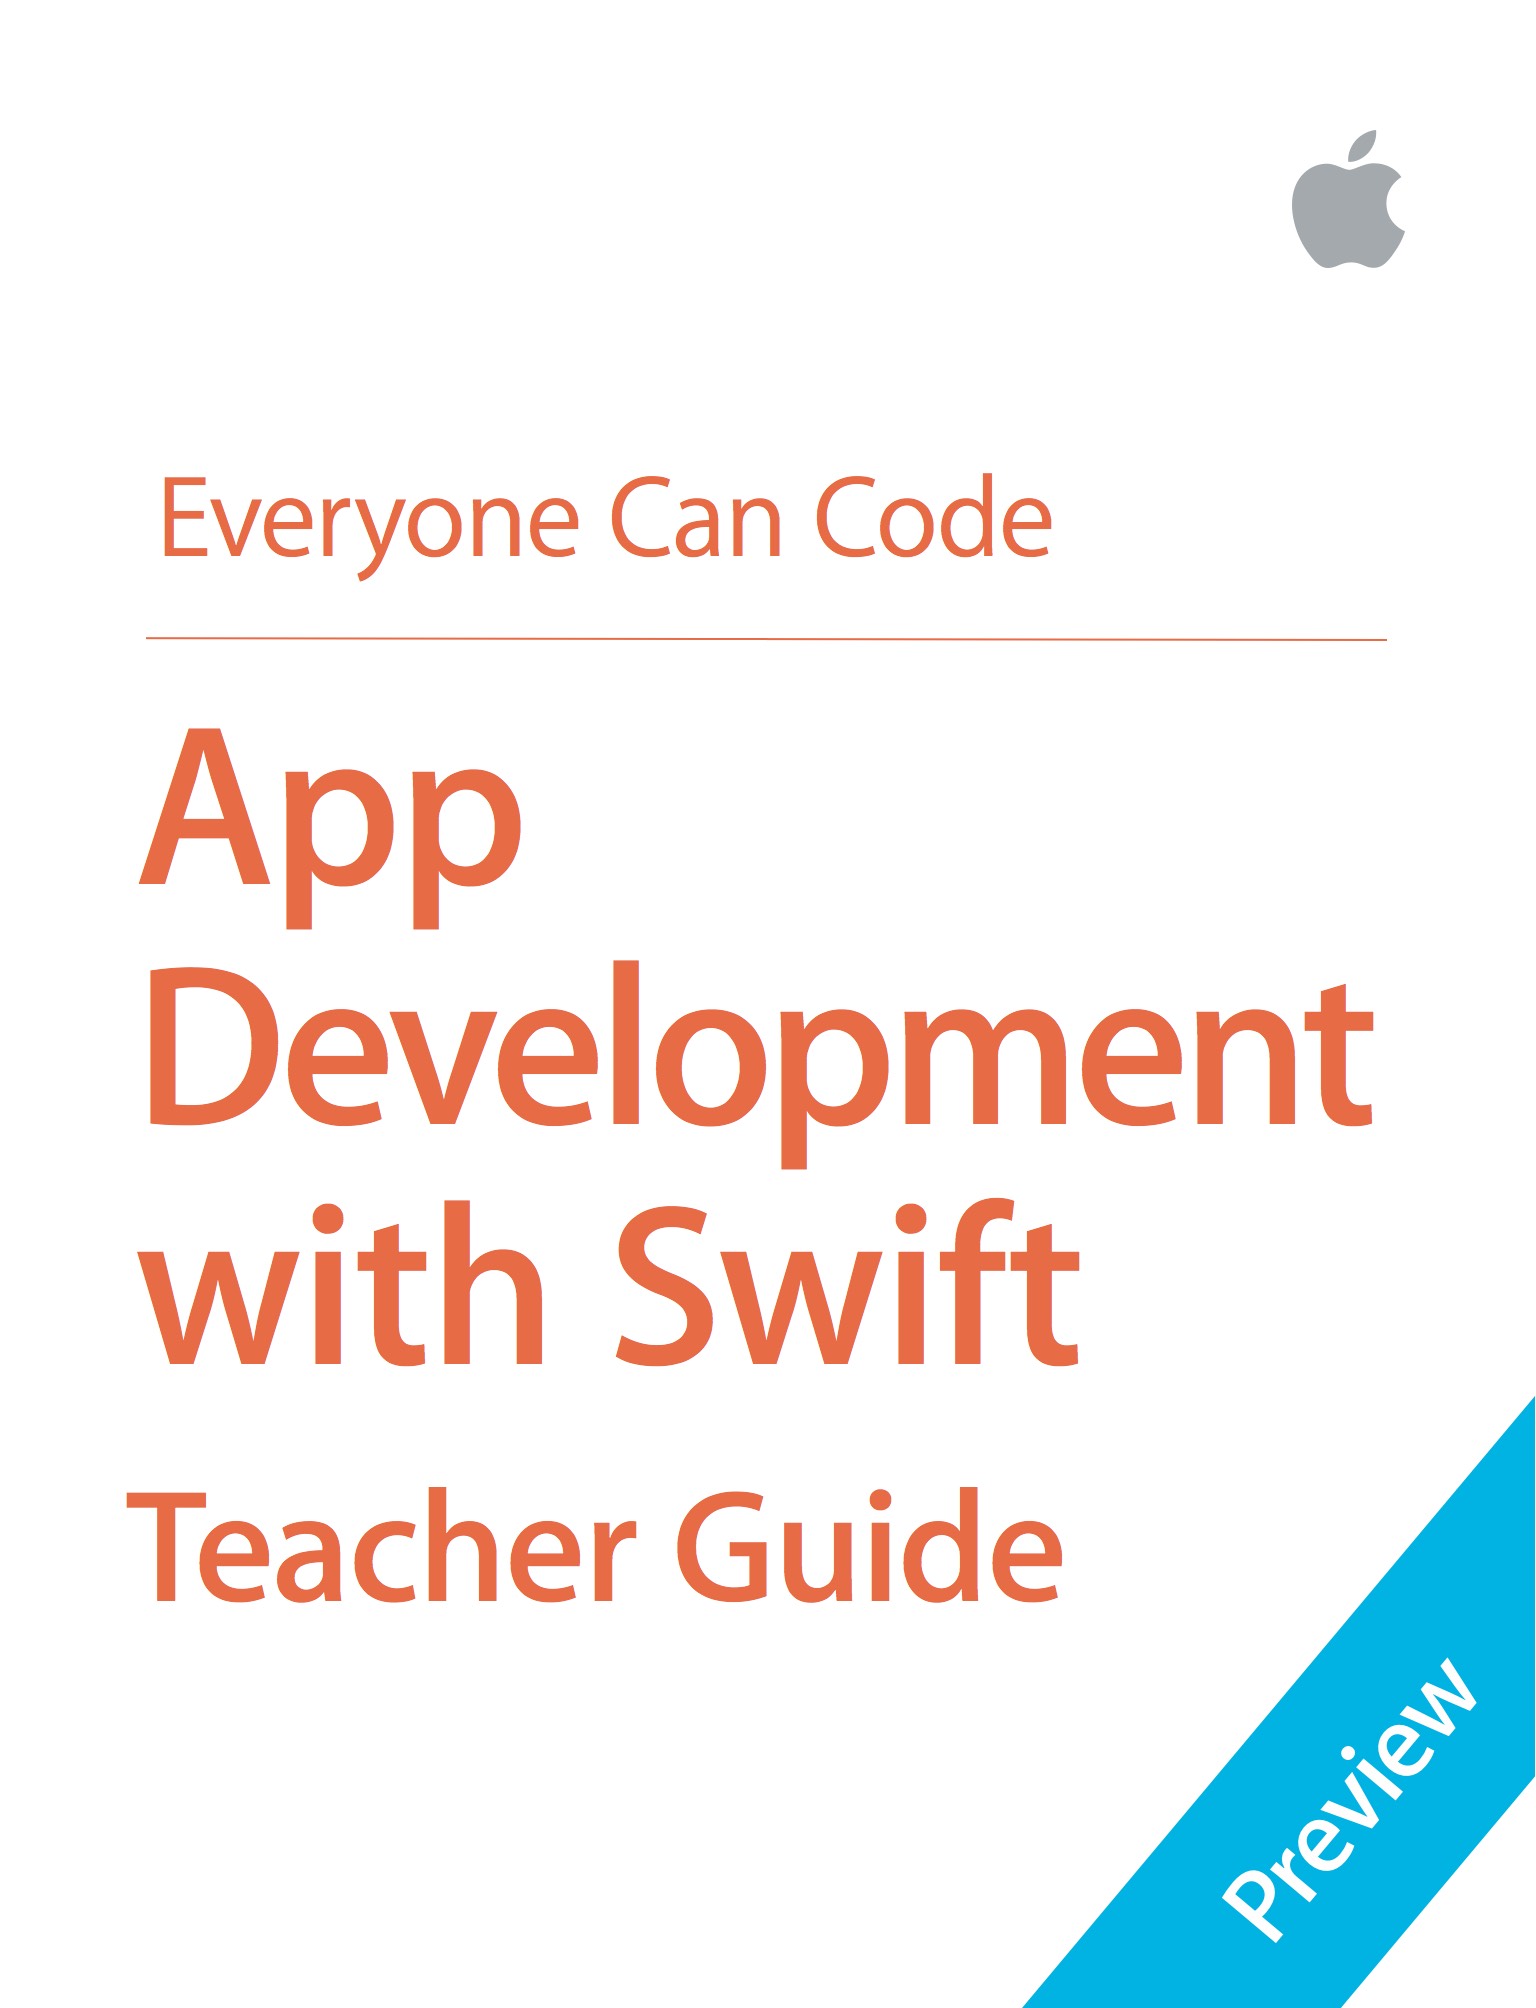 Everyone Can Code
App
Development
with Swift
Teacher Guide
Preview